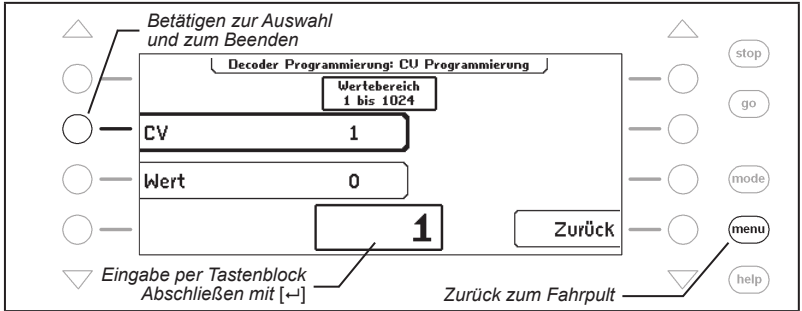 Betätigen zur Auswahl
und zum Beenden
stop
Decoder Programmierung: CV Programmierung
Wertebereich
1 bis 1024
go
CV 1
Wert 0
mode
1
Zurück
menu
Eingabe per Tastenblock
Abschließen mit [↵]
Zurück zum Fahrpult
help